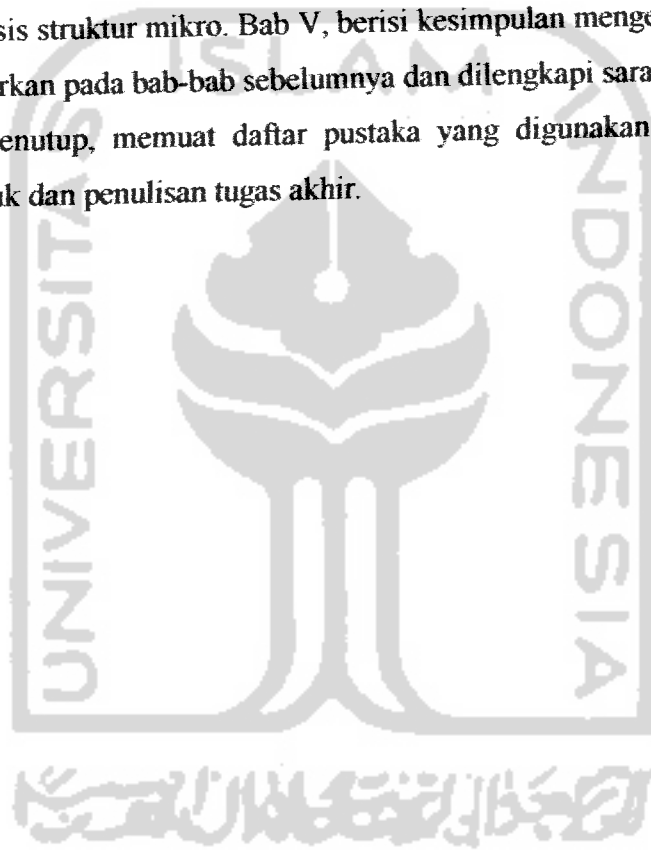 sis struktur mikro. Bab V, berisi kesimpulan menge
rkan pada bab-bab sebelumnya dan dilengkapi sara
enutup, memuat daftar pustaka yang digunakan
uk dan penulisan tugas akhir.
ISLAM
UNIVERSITAS
INDONESIA